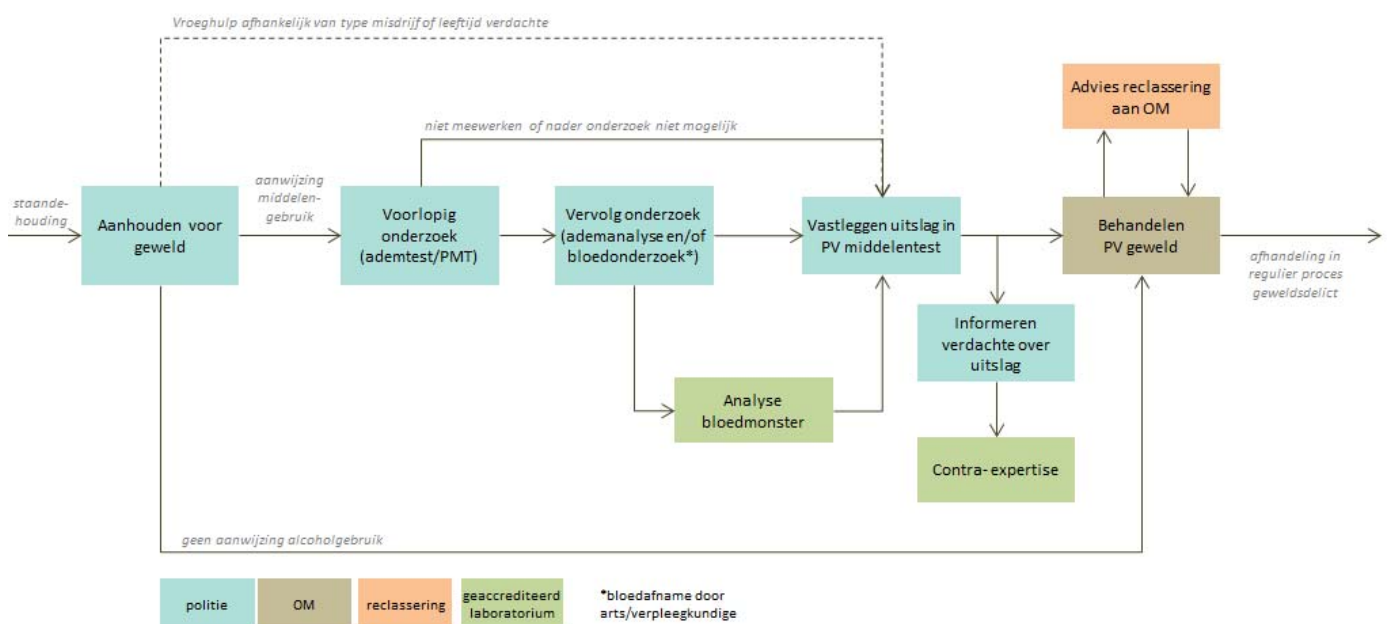 Vroeghulp afhankelijk van type misdrijf of leeftijd verdachte
Advies reclassering
aan OM
niet meewerken of nader onderzoek niet mogelijk
staande-
houding
Aanhouden voor
geweld
aanwijzing
middelen-
gebruik
Voorlopig
onderzoek
(ademtest/PMT)
Vervolg onderzoek
(ademanalyse en/of
bloedonderzoek*)
Vastleggen uitslag in
PV middelentest
Behandelen
PV geweld
afhandeling in
regulier proces
geweldsdelict
Informeren
verdachte over
uitslag
Analyse
bloedmonster
Contra- expertise
geen aanwijzing alcoholgebruik
politie
OM
reclassering
geaccrediteerd
laboratorium
*bloedafname door
arts/verpleegkundige